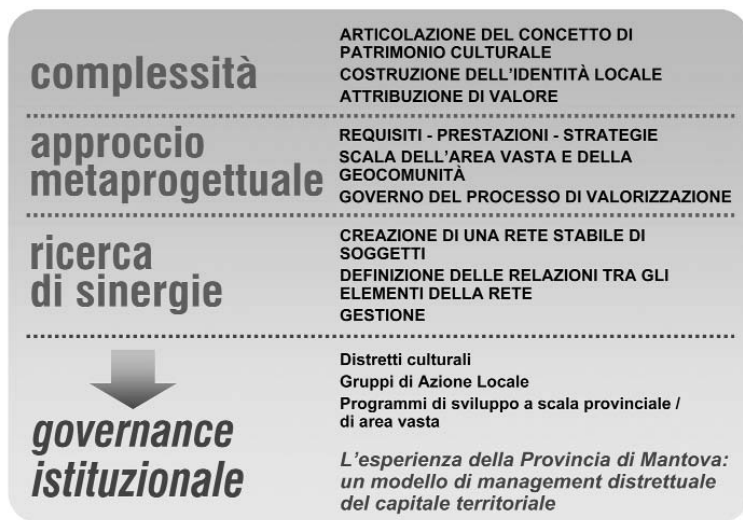 complessità
ARTICOLAZIONE DEL CONCETTO DI
PATRIMONIO CULTURALE
COSTRUZIONE DELL'IDENTITÀ LOCALE
ATTRIBUZIONE DI VALORE
approccio
metaprogettuale
REQUISITI - PRESTAZIONI - STRATEGIE
SCALA DELL'AREA VASTA E DELLA
GEOCOMUNITÀ
GOVERNO DEL PROCESSO DI VALORIZZAZIONE
ricerca
di sinergie
CREAZIONE DI UNA RETE STABILE DI
SOGGETTI
DEFINIZIONE DELLE RELAZIONI TRA GLI
ELEMENTI DELLA RETE
GESTIONE
governance
istituzionale
Distretti culturali
Gruppi di Azione Locale
Programmi di sviluppo a scala provinciale /
di area vasta
L'esperienza della Provincia di Mantova:
un modello di management distrettuale
del capitale territoriale